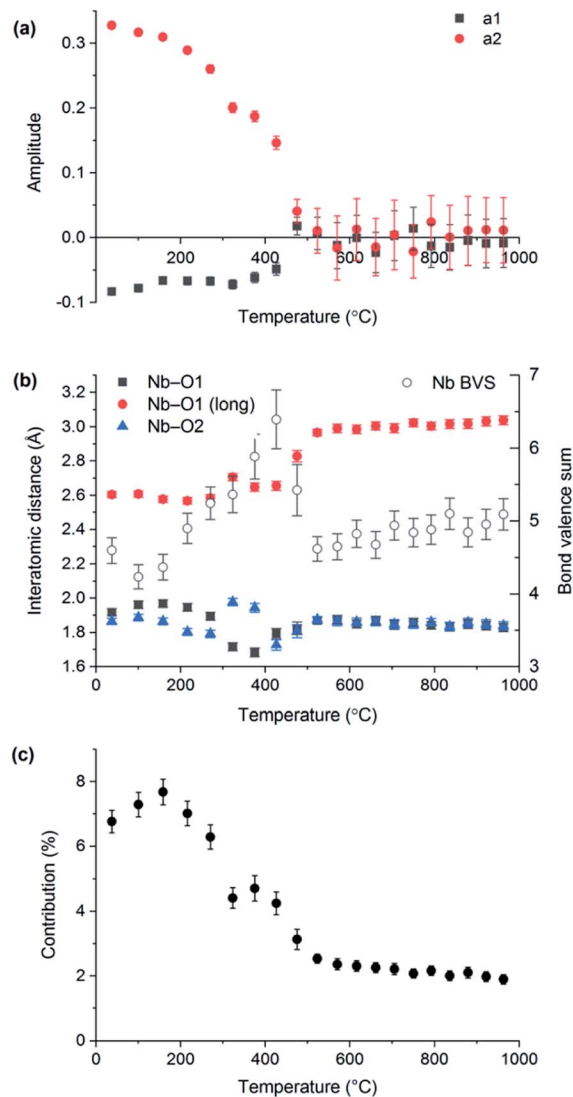 (a)
a1
a2
0.3
0.2
0.1
0.0
-0.1
Amplitude
0 200 400 600 800 1000
Temperature (°C)
(b)
Nb–O1
Nb–O1 (long)
Nb–O2
Nb BVS
3.2
3.0
2.8
2.6
2.4
2.2
2.0
1.8
1.6
Interatomic distance (Å)
7
6
5
4
3
Bond valence sum
0 200 400 600 800 1000
Temperature (°C)
(c)
8
6
4
2
0
Contribution (%)
0 200 400 600 800 1000
Temperature (°C)